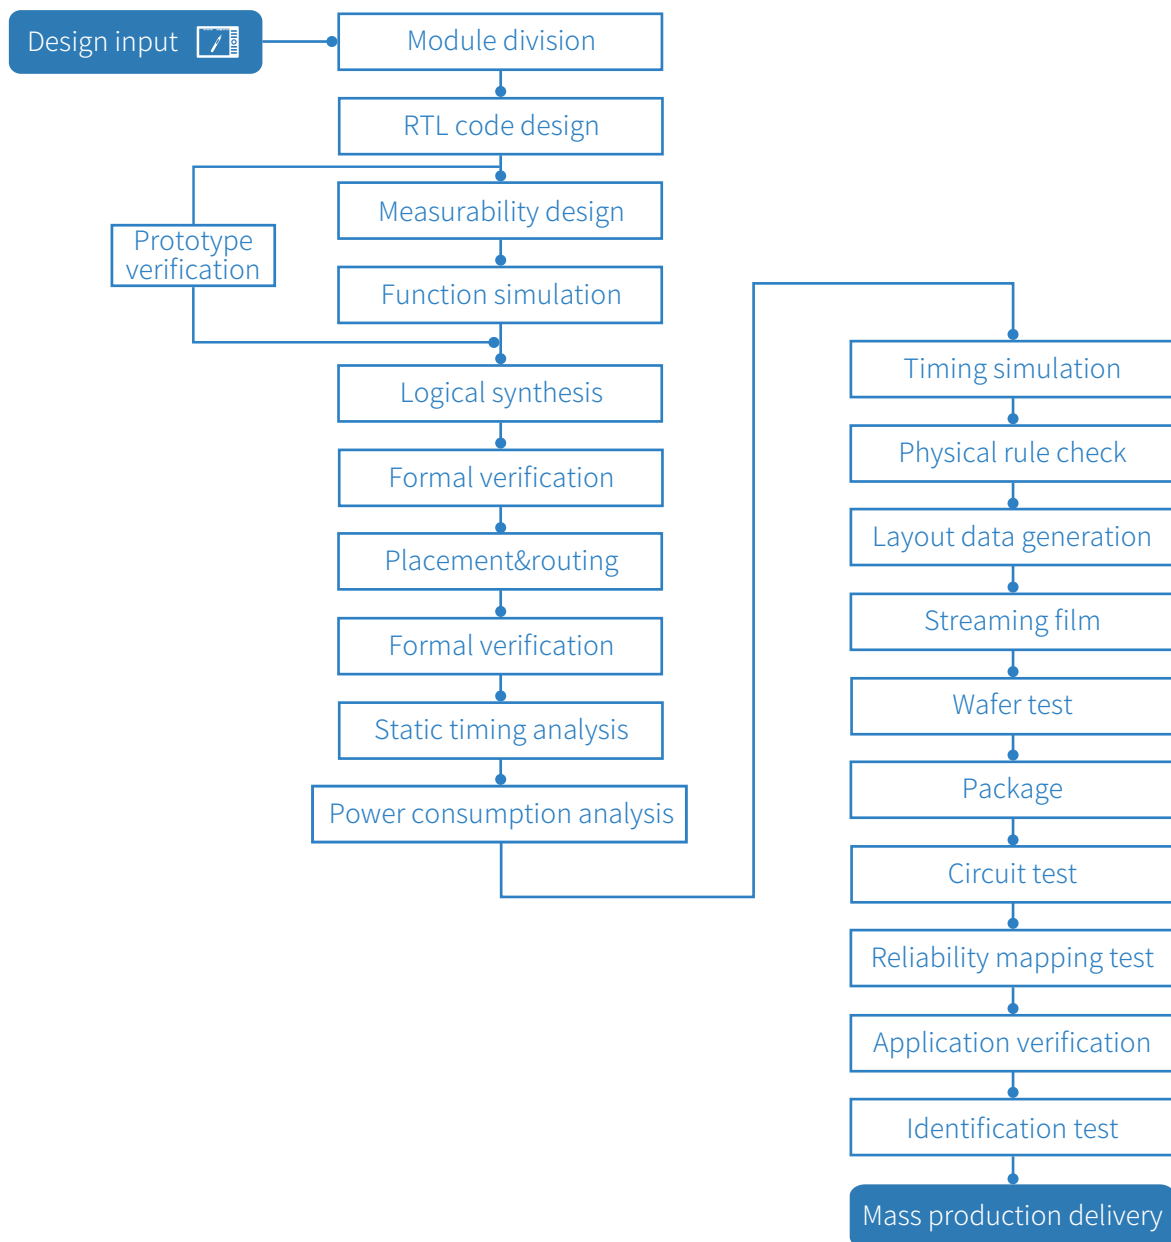 Design input
Module division
RTL code design
Measurability design
Prototype
verification
Function simulation
Logical synthesis
Formal verification
Placement&routing
Formal verification
Static timing analysis
Power consumption analysis
Timing simulation
Physical rule check
Layout data generation
Streaming film
Wafer test
Package
Circuit test
Reliability mapping test
Application verification
Identification test
Mass production delivery